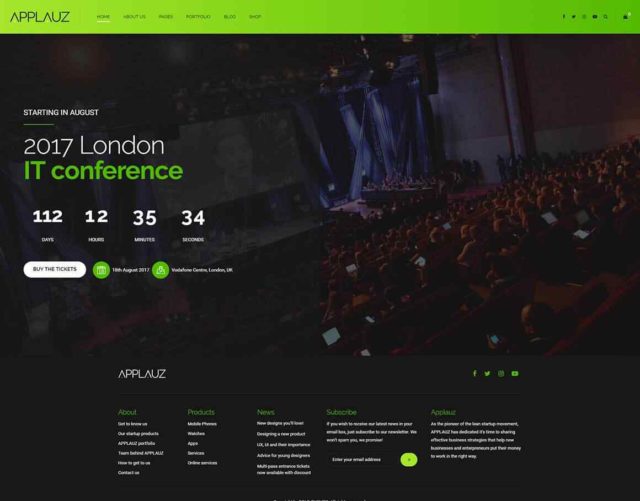 APPLAUZ
HOME ABOUT US PAGES PORTFOLIO BLOG SHOP
STARTING IN AUGUST
2017 London
IT conference
112 12 35 34
DAYS HOURS MINUTES SECONDS
BUY THE TICKETS 18th August 2017 Vodafone Centre, London, UK
APPLAUZ
About
Get to know us
Our startup products
APPLAUZ portfolio
Team Behind APPLAUZ
How to get to us
Contact us
Products
Mobile Phones
Watches
Apps
Services
Online services
News
New designs you'll love!
Designing a new product
UX, UI and their importance
Advice for young designers
Multi-pass entrance tickets
now available with discount
Subscribe
If you wish to receive our latest news in your
email box, just subscribe to our newsletter. We
won't spam you, we promise!
Enter your email address
Applauz
As the pioneer of the lean startup movement,
APPLAUZ has dedicated it's time to sharing
effective business strategies that help new
businesses and enterpreneurs put their money
to work in the right way.